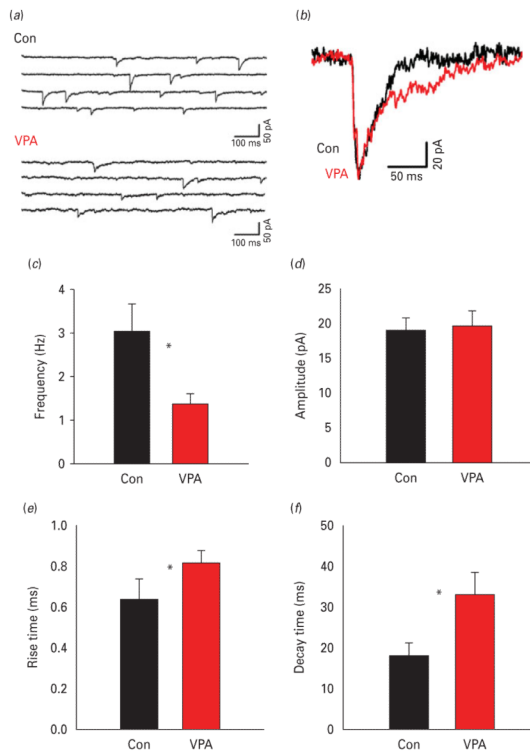 (a)
Con
50 pA
100 ms
VPA
50 pA
100 ms
(b)
Con
VPA
20 pA
50 ms
(c)
4
3
2
1
0
Frequency (Hz)
*
Con VPA
(d)
25
20
15
10
5
0
Amplitude (pA)
Con VPA
(e)
1.0
0.8
0.6
0.4
0.2
0.0
Rise time (ms)
*
Con VPA
(f)
50
40
30
20
10
0
Decay time (ms)
*
Con VPA